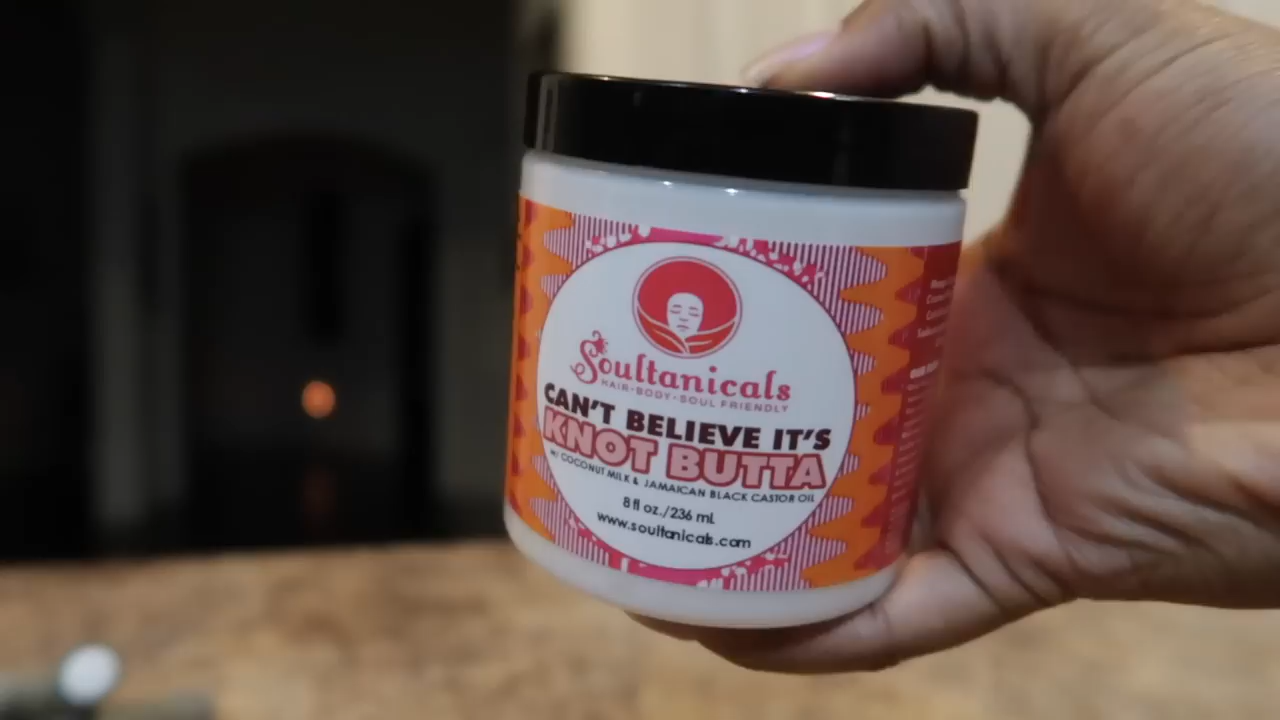 Soultanicals
HAIR • BODY • SOUL FRIENDLY
CAN'T BELIEVE IT'S
KNOT BUTTA
W/ COCONUT MILK & JAMAICAN BLACK CASTOR OIL
8 fl oz./236 mL
www.soultanicals.com